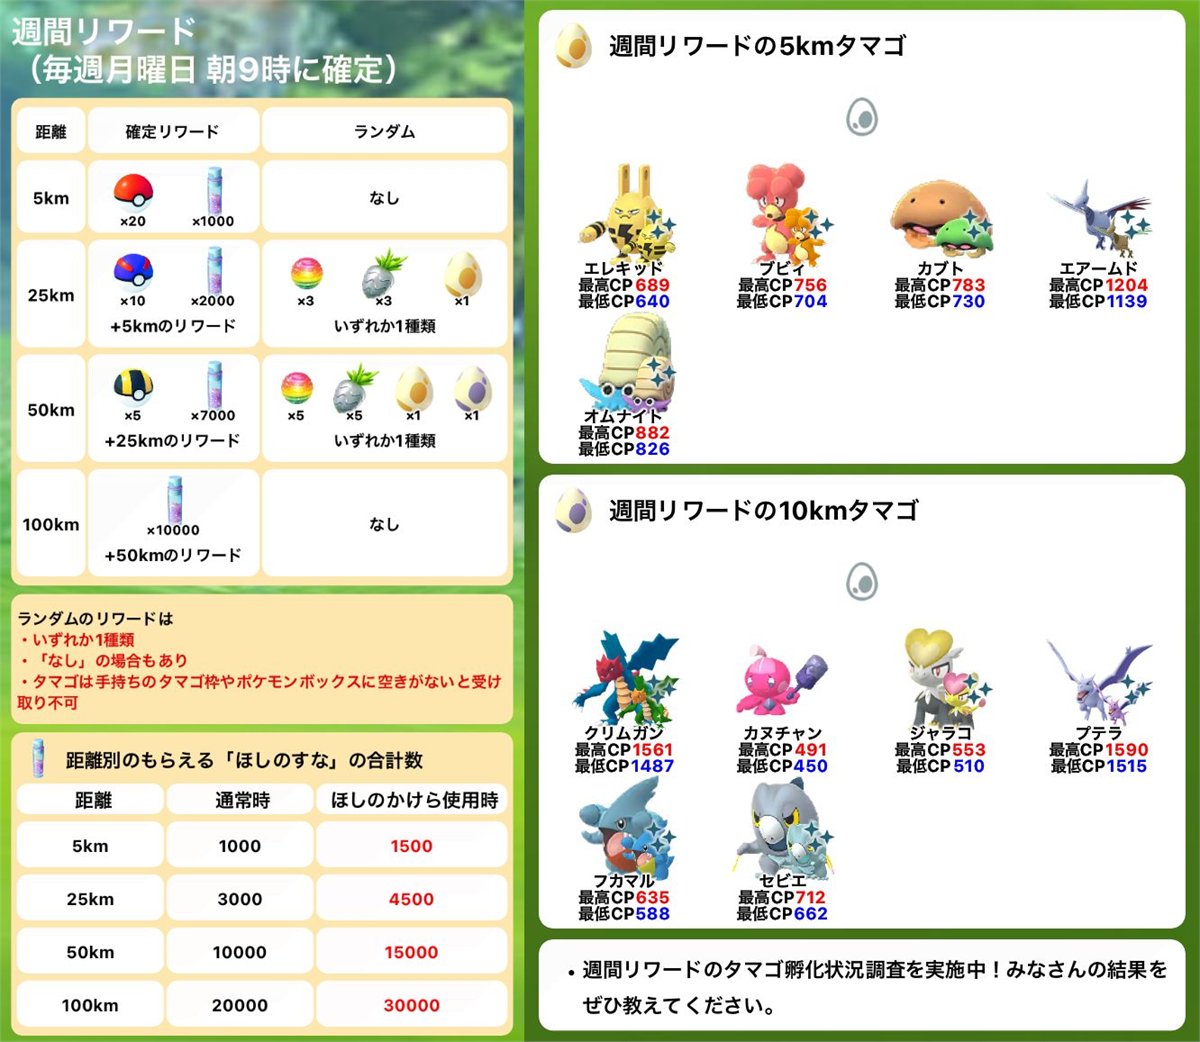 週間リワード
（毎週月曜日 朝9時に確定）
距離 確定リワード ランダム
5km ×20 ×1000 なし
25km ×10 ×2000 ×3 ×3 ×1
+5kmのリワード いずれか1種類
50km ×5 ×7000 ×5 ×5 ×1 ×1
+25kmのリワード いずれか1種類
100km ×10000 なし
+50kmのリワード
ランダムのリワードは
・いずれか1種類
・「なし」の場合もあり
・タマゴは手持ちのタマゴ枠やポケモンボックスに空きがないと受け
取り不可
距離別のもらえる「ほしのすな」の合計数
距離 通常時 ほしのかけら使用時
5km 1000 1500
25km 3000 4500
50km 10000 15000
100km 20000 30000
週間リワードの5kmタマゴ
エレキッド ブビィ カブト エアームド
最高CP689 最高CP756 最高CP783 最高CP1204
最低CP640 最低CP704 最低CP730 最低CP1139
オムナイト
最高CP882
最低CP826
週間リワードの10kmタマゴ
クリムガン カヌチャン ジャラコ プテラ
最高CP1561 最高CP491 最高CP553 最高CP1590
最低CP1487 最低CP450 最低CP510 最低CP1515
フカマル セビエ
最高CP635 最高CP712
最低CP588 最低CP662
・週間リワードのタマゴ孵化状況調査を実施中！みなさんの結果を
ぜひ教えてください。